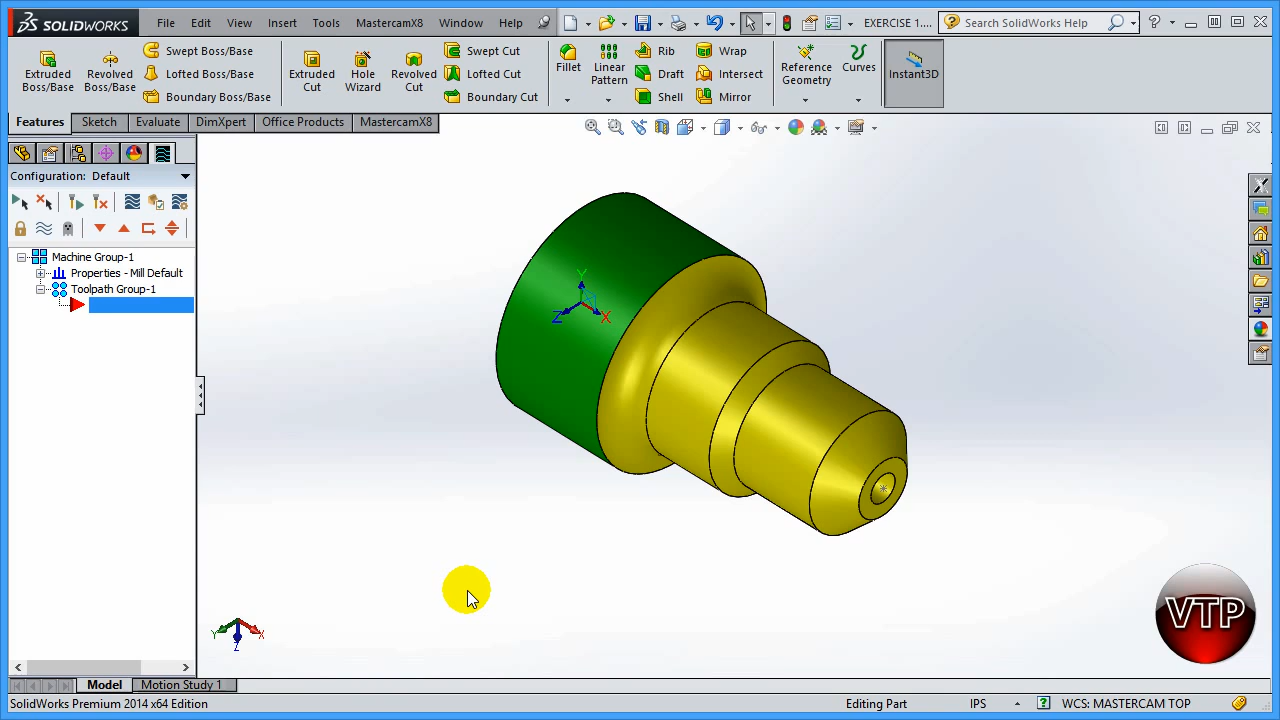 SOLIDWORKS File Edit View Insert Tools MastercamX8 Window Help EXERCISE 1.... Search SolidWorks Help
Extruded Boss/Base
Revolved Boss/Base
Swept Boss/Base
Lofted Boss/Base
Boundary Boss/Base
Extruded Cut
Hole Wizard
Revolved Cut
Swept Cut
Lofted Cut
Boundary Cut
Fillet
Linear Pattern
Rib
Draft
Shell
Wrap
Intersect
Mirror
Reference Geometry
Curves
Instant3D
Features Sketch Evaluate DimXpert Office Products MastercamX8
Configuration: Default
Machine Group-1
Properties - Mill Default
Toolpath Group-1
Y
Z
X
Y
X
Z
VTP
Model Motion Study 1
SolidWorks Premium 2014 x64 Edition Editing Part IPS WCS: MASTERCAM TOP